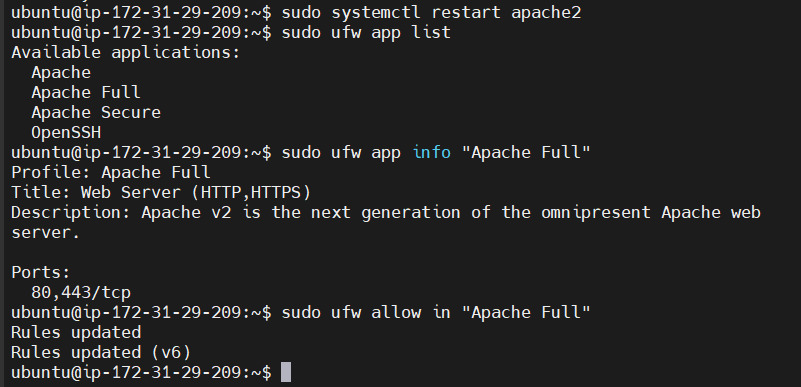 ubuntu@ip-172-31-29-209:~$ sudo systemctl restart apache2
ubuntu@ip-172-31-29-209:~$ sudo ufw app list
Available applications:
  Apache
  Apache Full
  Apache Secure
  OpenSSH
ubuntu@ip-172-31-29-209:~$ sudo ufw app info "Apache Full"
Profile: Apache Full
Title: Web Server (HTTP,HTTPS)
Description: Apache v2 is the next generation of the omnipresent Apache web
server.

Ports:
  80,443/tcp
ubuntu@ip-172-31-29-209:~$ sudo ufw allow in "Apache Full"
Rules updated
Rules updated (v6)
ubuntu@ip-172-31-29-209:~$